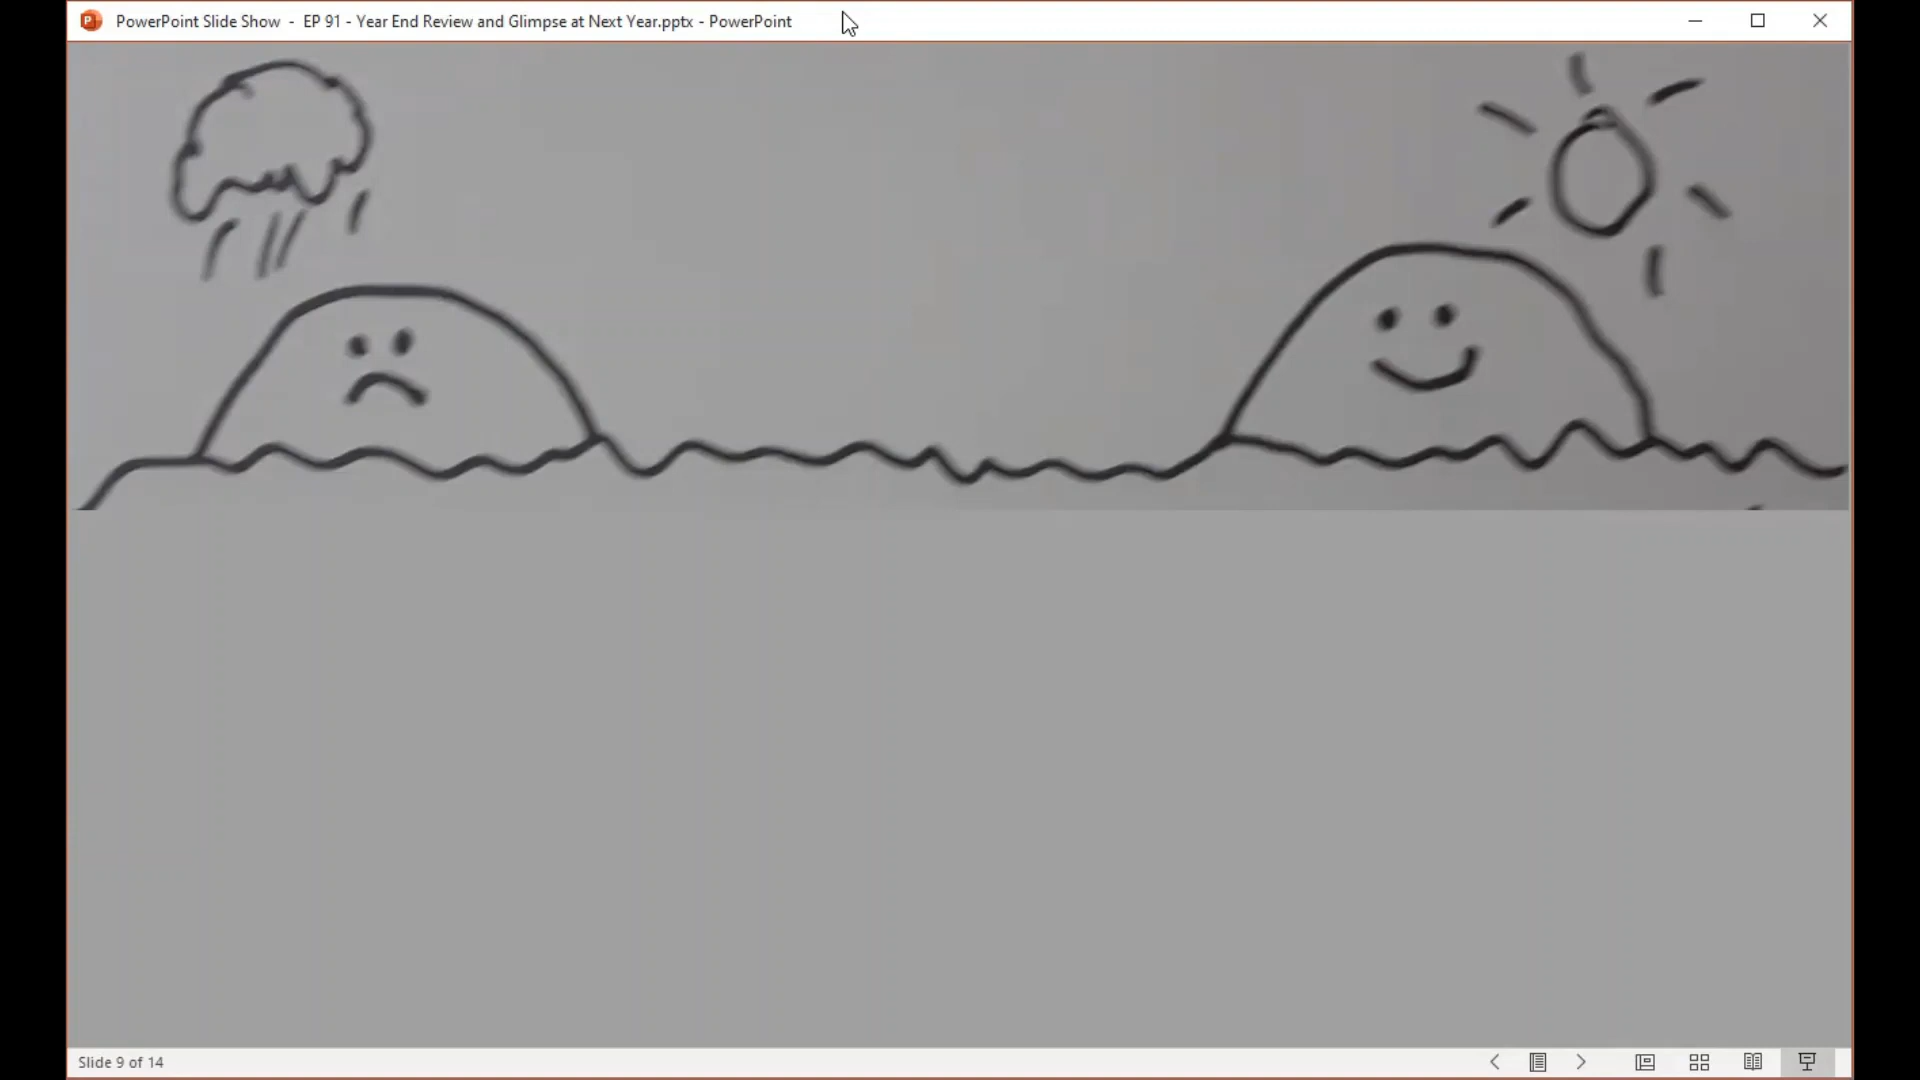 PowerPoint Slide Show - EP 91 - Year End Review and Glimpse at Next Year.pptx - PowerPoint
Slide 9 of 14